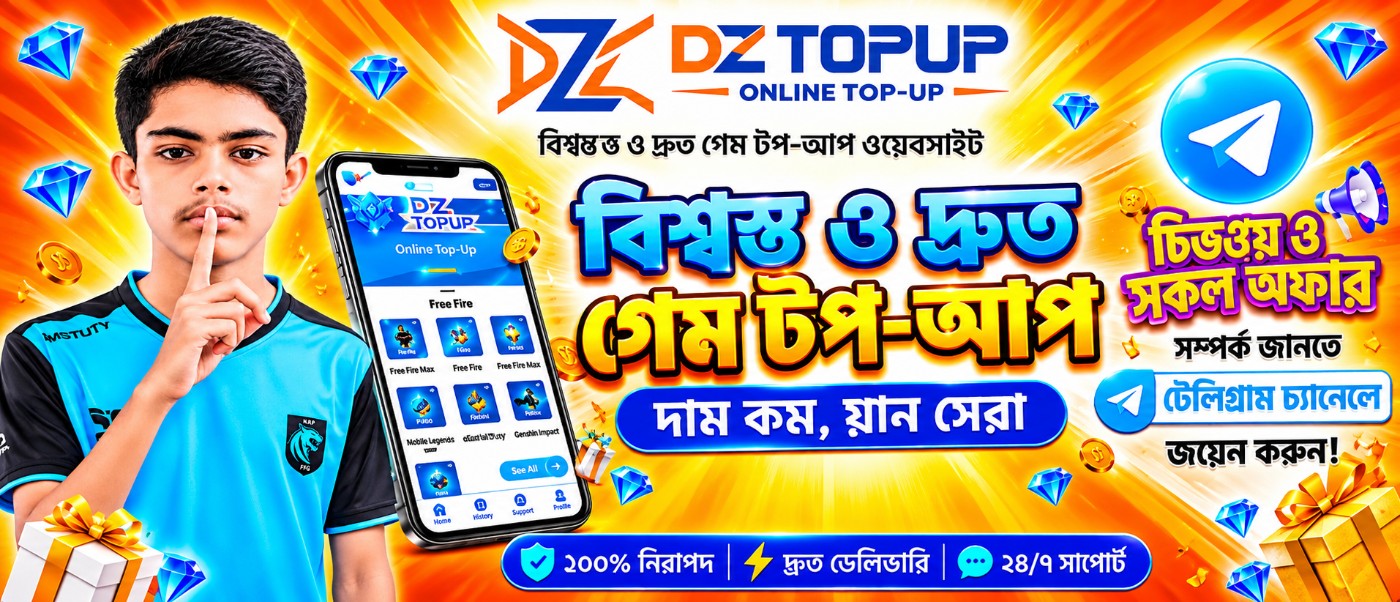 DZ TOPUP
ONLINE TOP-UP
বিশ্বস্ত ও দ্রুত গেম টপ-আপ ওয়েবসাইট
বিশ্বস্ত ও দ্রুত
গেম টপ-আপ
দাম কম, য়ান সেরা
চিভওয় ও
সকল অফার
সম্পর্ক জানতে
টেলিগ্রাম চ্যানেলে
জয়েন করুন!
DZ
TOPUP
Online Top-Up
Free Fire
Free Fire Max
Free Fire
Free Fire Max
Mobile Legends
Genshin Impact
See All
Home
History
Support
Profile
MSTUTY
FFG
২00% নিরাপদ
দ্রুত ডেলিভারি
২৪/৭ সাপোর্ট